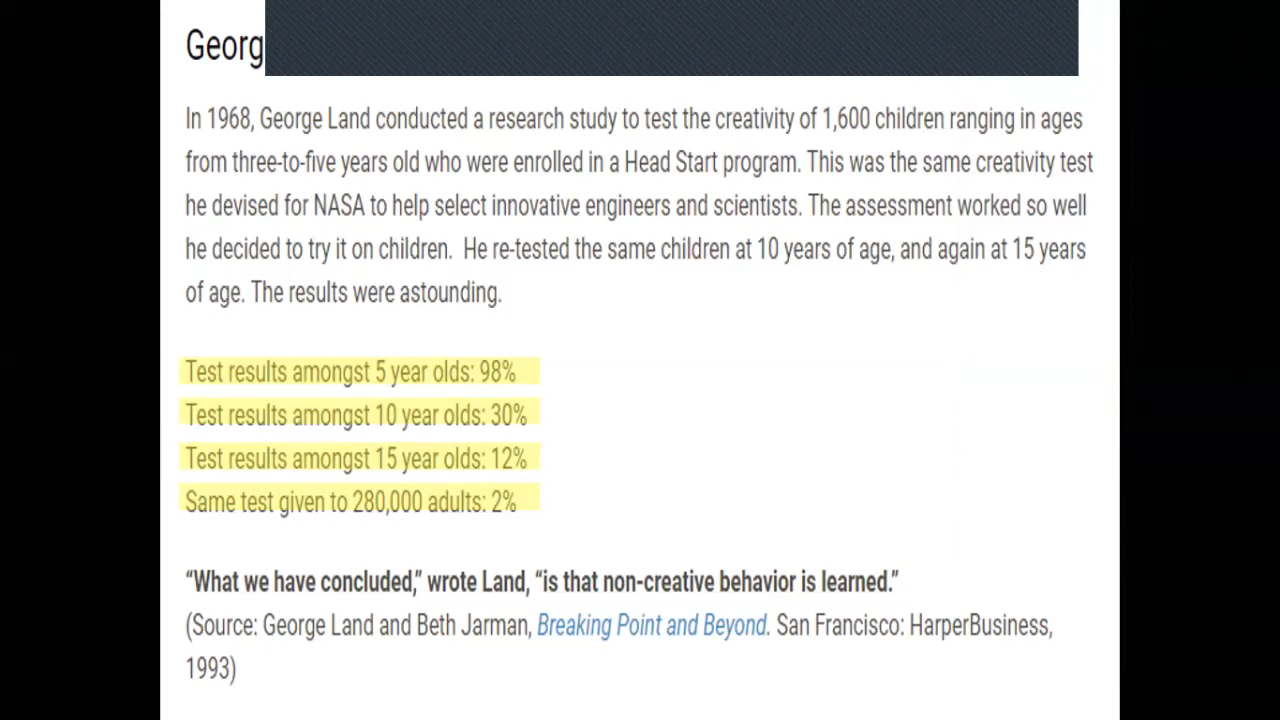 Georg
In 1968, George Land conducted a research study to test the creativity of 1,600 children ranging in ages
from three-to-five years old who were enrolled in a Head Start program. This was the same creativity test
he devised for NASA to help select innovative engineers and scientists. The assessment worked so well
he decided to try it on children. He re-tested the same children at 10 years of age, and again at 15 years
of age. The results were astounding.
Test results amongst 5 year olds: 98%
Test results amongst 10 year olds: 30%
Test results amongst 15 year olds: 12%
Same test given to 280,000 adults: 2%
“What we have concluded,” wrote Land, “is that non-creative behavior is learned.”
(Source: George Land and Beth Jarman, Breaking Point and Beyond. San Francisco: HarperBusiness,
1993)